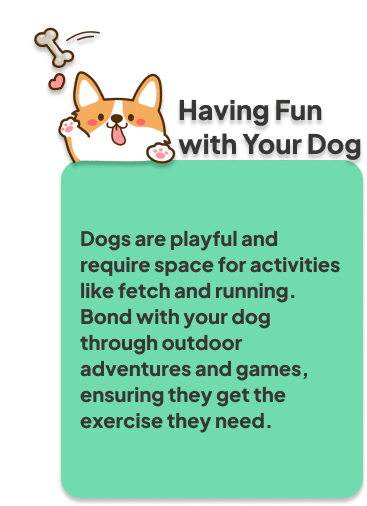 Having Fun
with Your Dog
Dogs are playful and
require space for activities
like fetch and running.
Bond with your dog
through outdoor
adventures and games,
ensuring they get the
exercise they need.